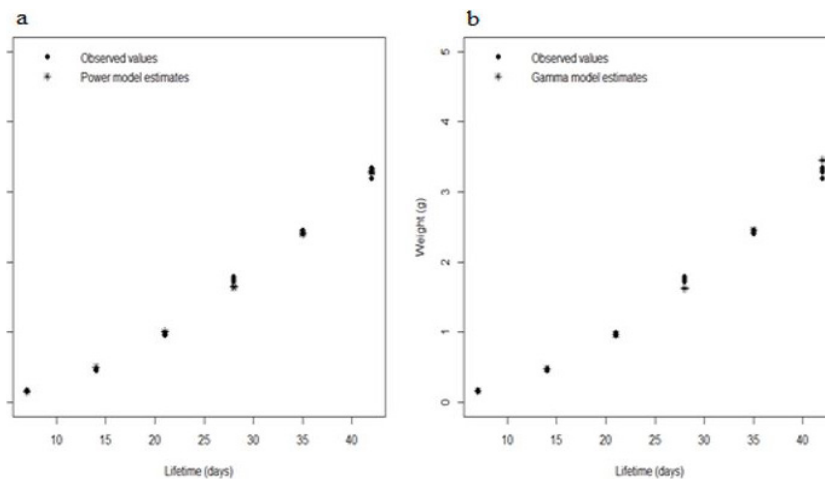 a
Observed values
Power model estimates
10 15 20 25 30 35 40
Lifetime (days)
b
Observed values
Gamma model estimates
5
4
3
2
1
0
Weight (g)
10 15 20 25 30 35 40
Lifetime (days)